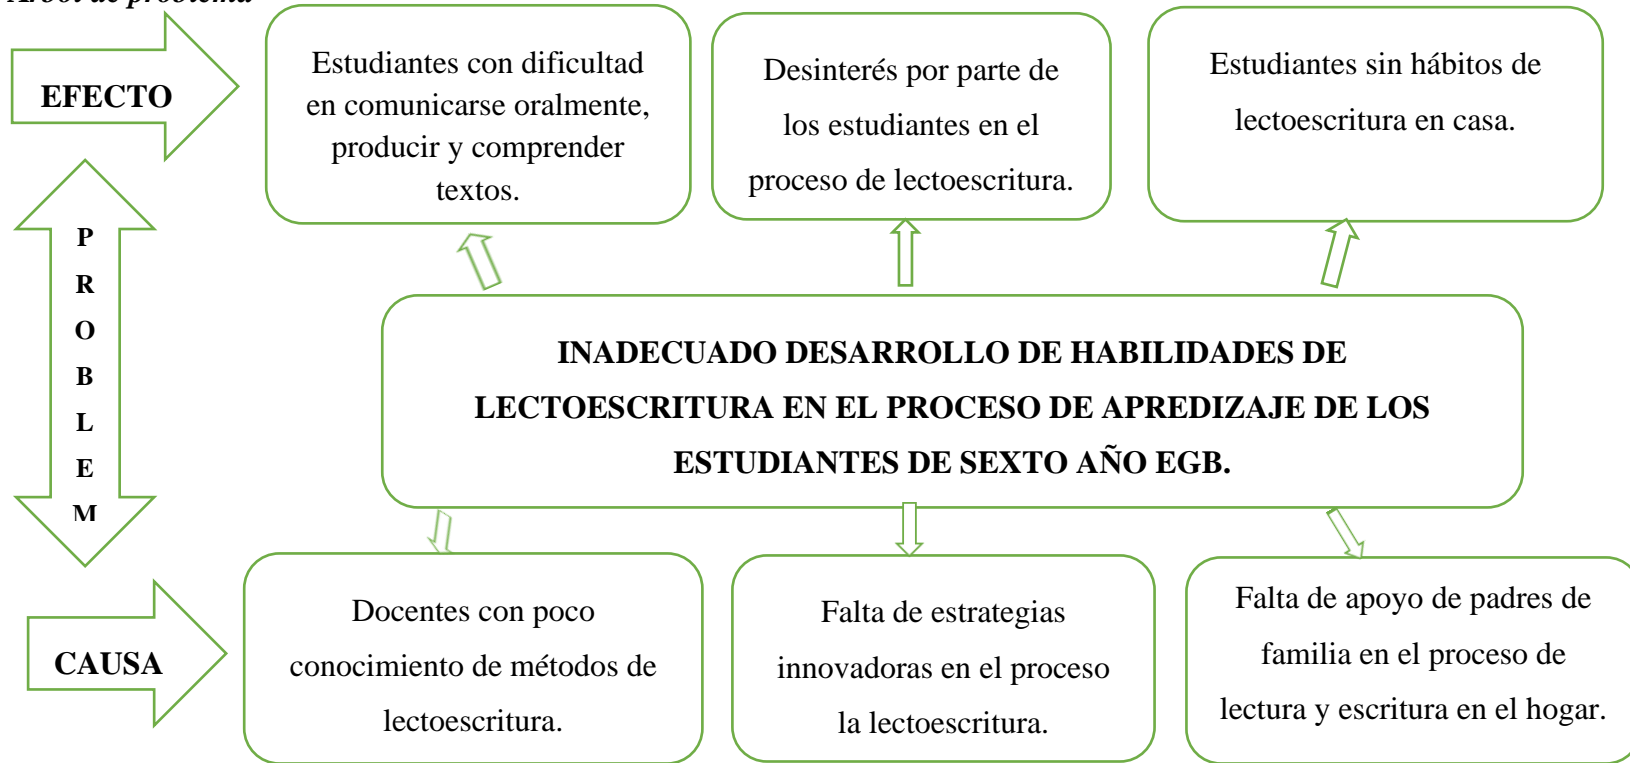 Árbol de problema
EFECTO
Estudiantes con dificultad
en comunicarse oralmente,
producir y comprender
textos.
Desinterés por parte de
los estudiantes en el
proceso de lectoescritura.
Estudiantes sin hábitos de
lectoescritura en casa.
P
R
O
B
L
E
M
INADECUADO DESARROLLO DE HABILIDADES DE
LECTOESCRITURA EN EL PROCESO DE APREDIZAJE DE LOS
ESTUDIANTES DE SEXTO AÑO EGB.
CAUSA
Docentes con poco
conocimiento de métodos de
lectoescritura.
Falta de estrategias
innovadoras en el proceso
la lectoescritura.
Falta de apoyo de padres de
familia en el proceso de
lectura y escritura en el hogar.